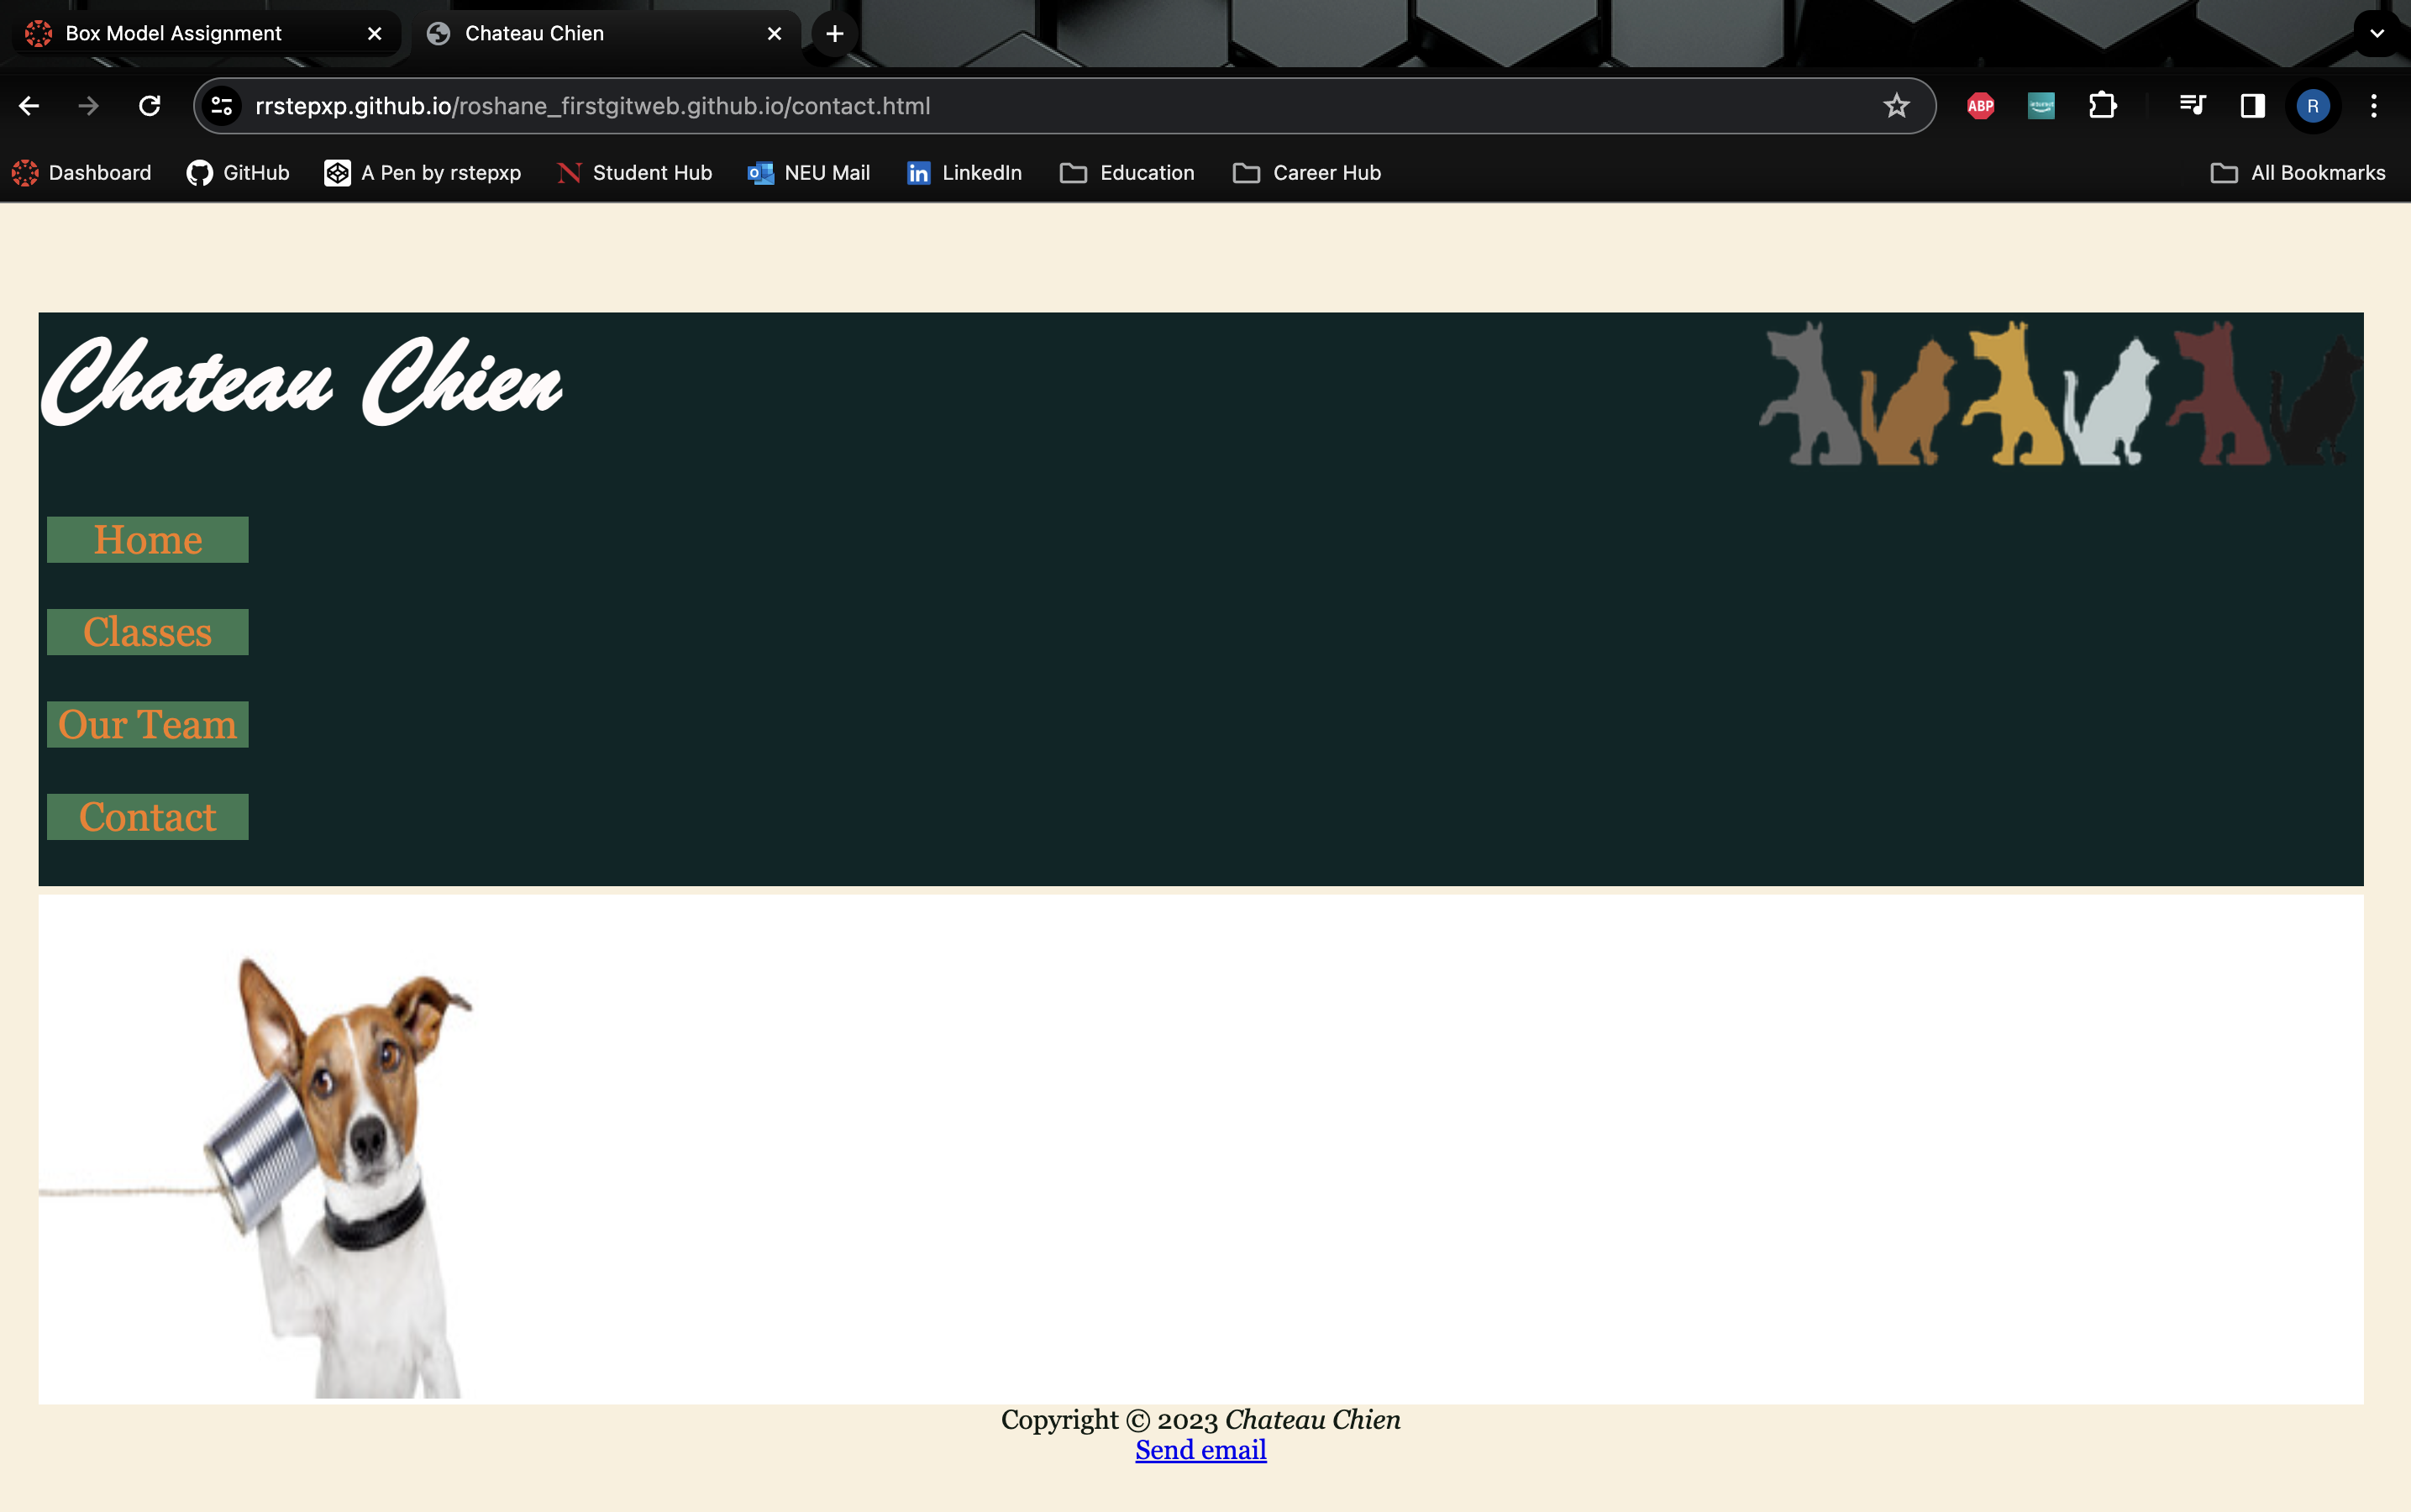 Box Model Assignment
Chateau Chien
rrstepxp.github.io/roshane_firstgitweb.github.io/contact.html
ABP
R
Dashboard
GitHub
A Pen by rstepxp
N Student Hub
NEU Mail
in LinkedIn
Education
Career Hub
All Bookmarks
Chateau Chien
Home
Classes
Our Team
Contact
Copyright © 2023 Chateau Chien
Send email